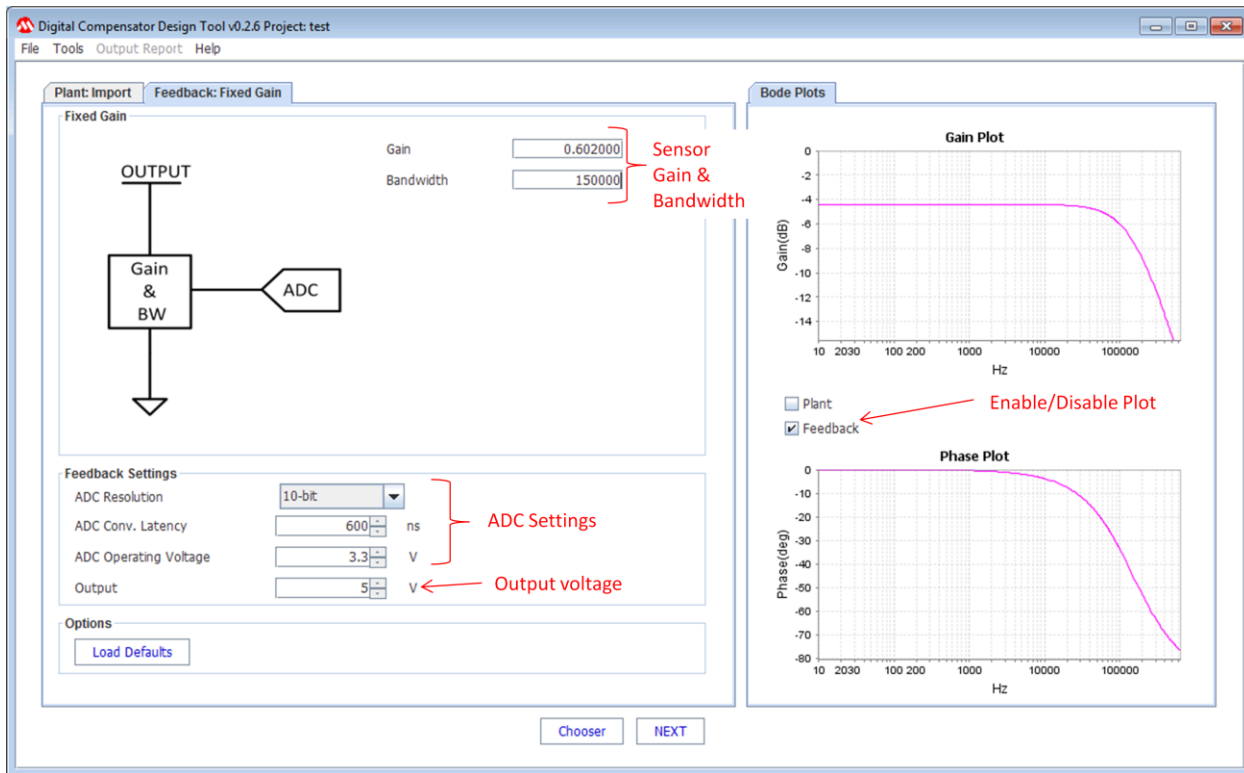 Digital Compensator Design Tool v0.2.6 Project: test
File Tools Output Report Help
Plant: Import Feedback: Fixed Gain
Fixed Gain
OUTPUT
Gain
&
BW
ADC
Gain 0.602000
Bandwidth 150000
Sensor
Gain &
Bandwidth
Feedback Settings
ADC Resolution 10-bit
ADC Conv. Latency 600 ns
ADC Operating Voltage 3.3 V
Output 5 V
ADC Settings
Output voltage
Options
Load Defaults
Bode Plots
Gain Plot
Gain(dB)
0
-2
-4
-6
-8
-10
-12
-14
10 2030 100 200 1000 10000 100000
Hz
Plant
Feedback
Enable/Disable Plot
Phase Plot
Phase(deg)
0
-10
-20
-30
-40
-50
-60
-70
-80
10 2030 100 200 1000 10000 100000
Hz
Chooser NEXT